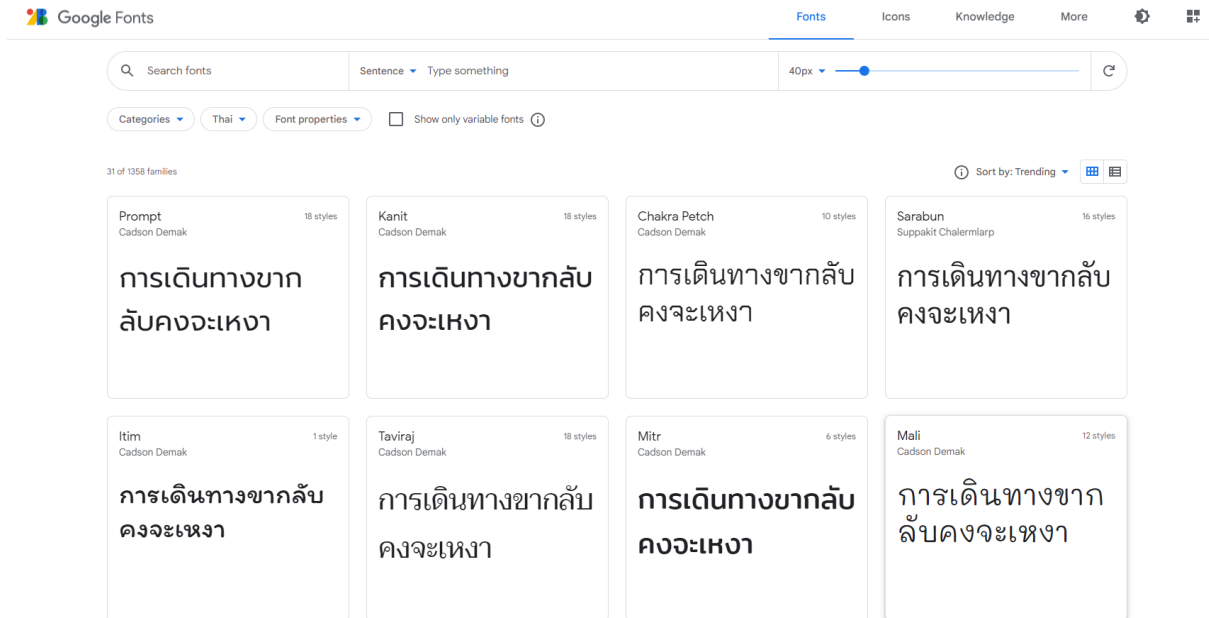 Google Fonts
Fonts
Icons
Knowledge
More
Search fonts
Sentence
Type something
40px
Categories
Thai
Font properties
Show only variable fonts
31 of 1358 families
Sort by: Trending
Prompt
18 styles
Cadson Demak
การเดินทางขาก
ลับคงจะเหงา
Kanit
18 styles
Cadson Demak
การเดินทางขากลับ
คงจะเหงา
Chakra Petch
10 styles
Cadson Demak
การเดินทางขากลับ
คงจะเหงา
Sarabun
16 styles
Suppakit Chalermlarp
การเดินทางขากลับ
คงจะเหงา
Itim
1 style
Cadson Demak
การเดินทางขากลับ
คงจะเหงา
Taviraj
18 styles
Cadson Demak
การเดินทางขากลับ
คงจะเหงา
Mitr
6 styles
Cadson Demak
การเดินทางขากลับ
คงจะเหงา
Mali
12 styles
Cadson Demak
การเดินทางขาก
ลับคงจะเหงา